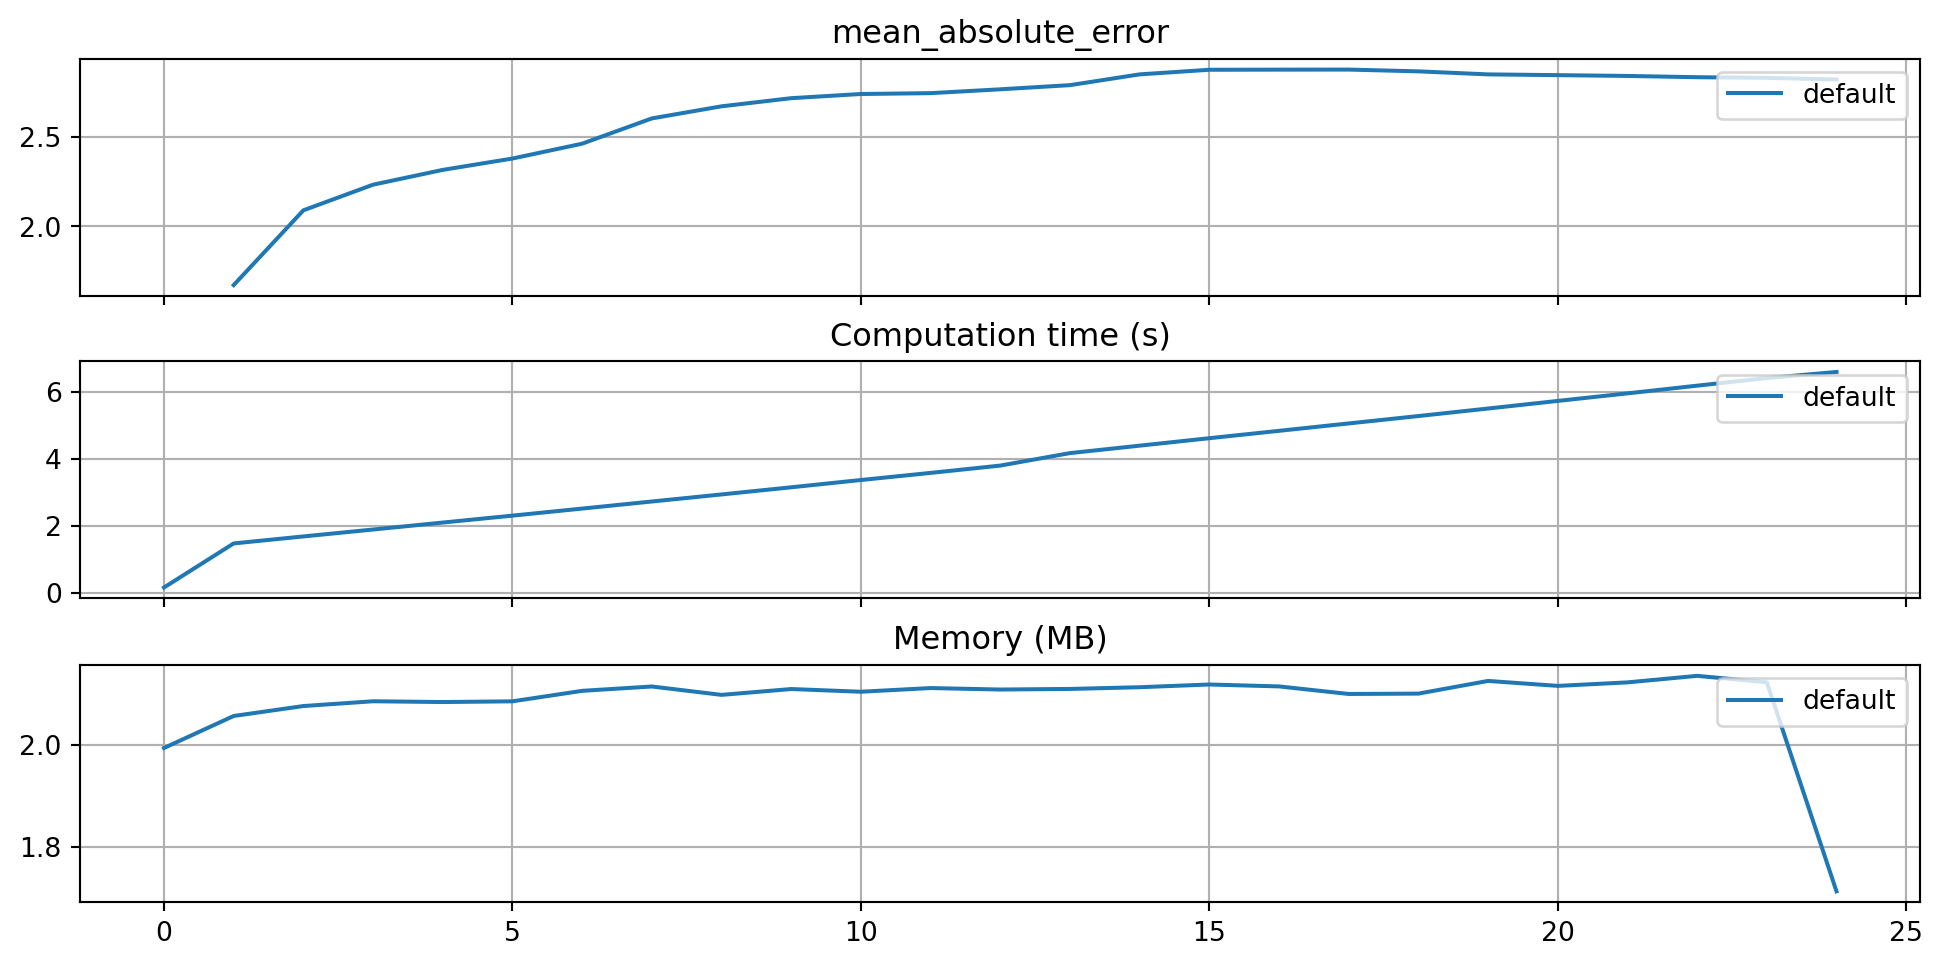 mean_absolute_error
2.5
2.0
default
Computation time (s)
6
4
2
0
default
Memory (MB)
2.0
1.8
default
0 5 10 15 20 25